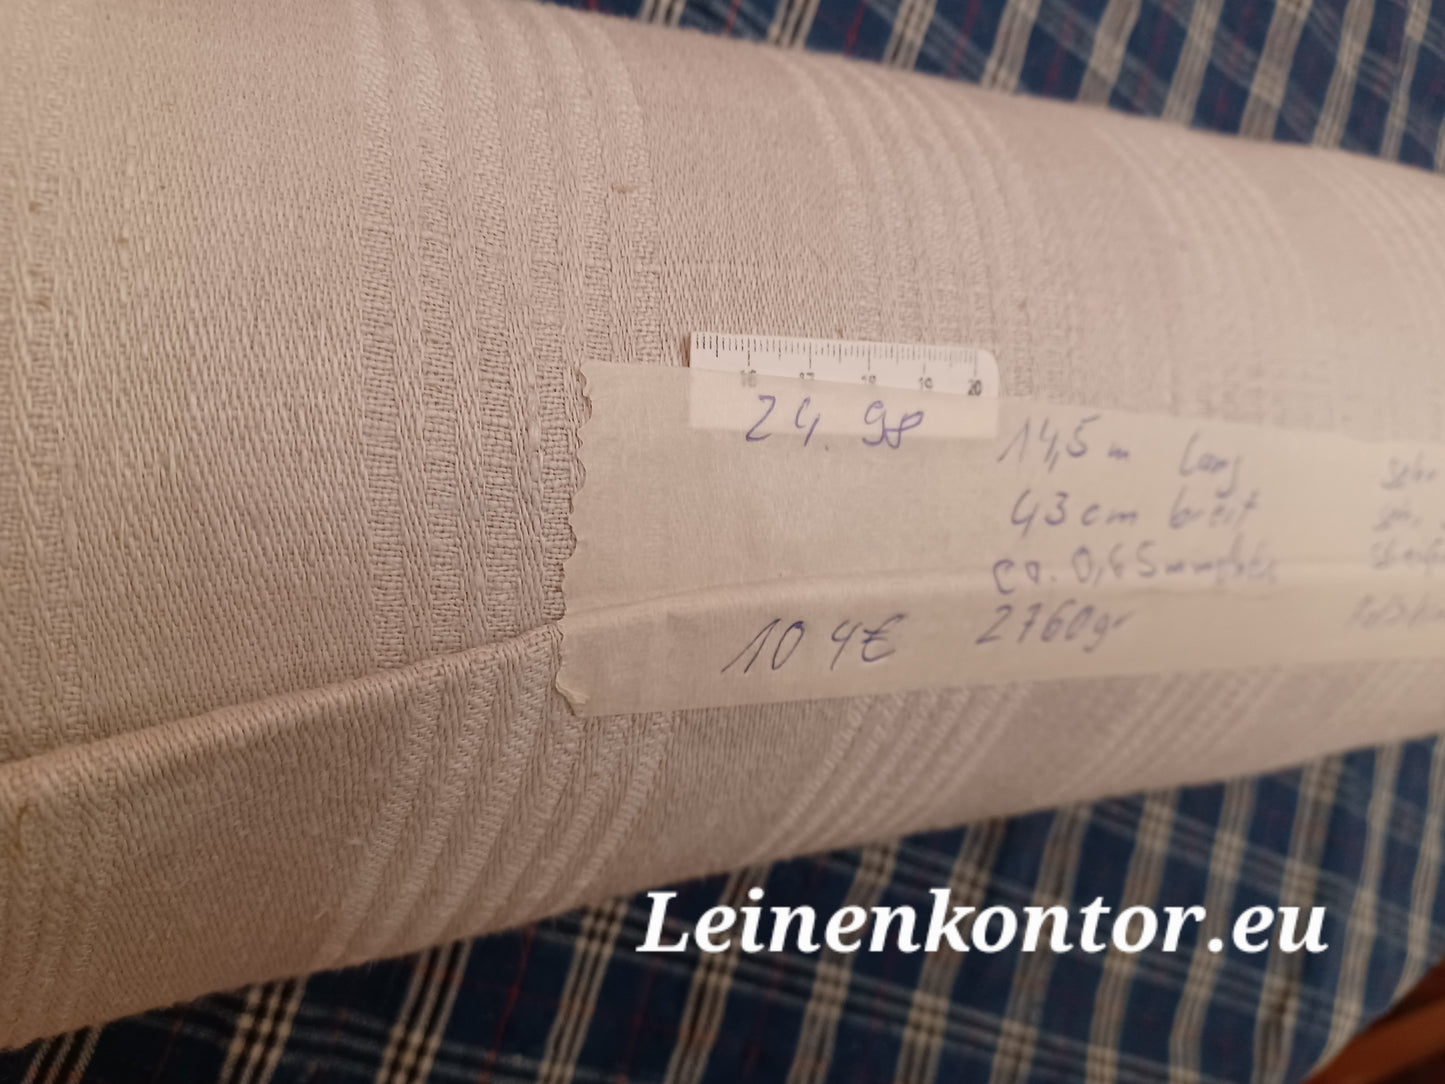 16 17 18 19 20
24.98
14,5 m lang
43 cm breit
ca. 0,65mm
2760gr
104€
Leinenkontor.eu